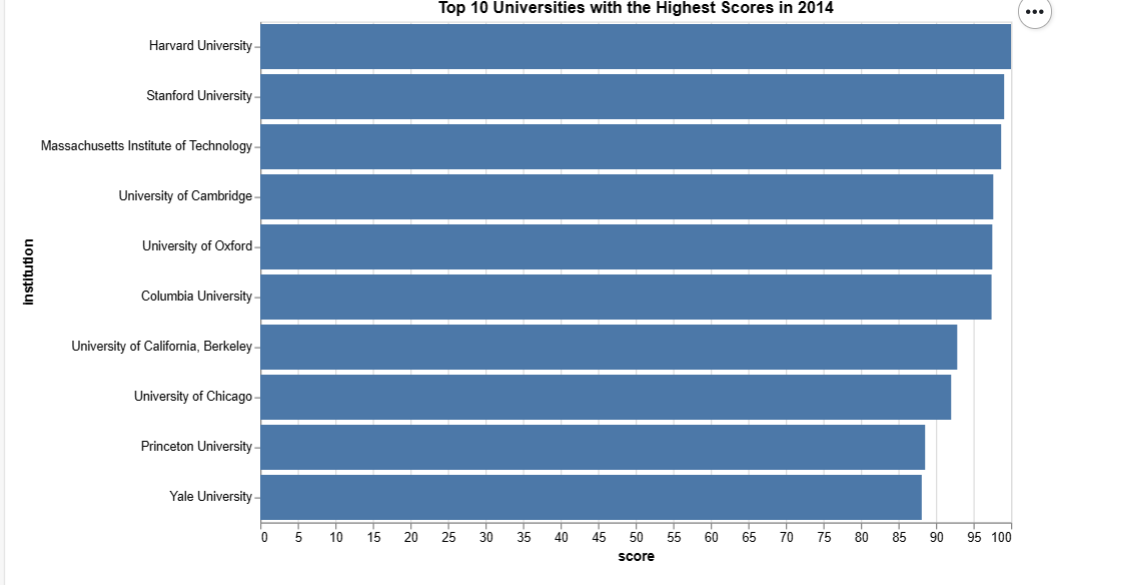 Top 10 Universities with the Highest Scores in 2014
institution
Harvard University
Stanford University
Massachusetts Institute of Technology
University of Cambridge
University of Oxford
Columbia University
University of California, Berkeley
University of Chicago
Princeton University
Yale University
0 5 10 15 20 25 30 35 40 45 50 55 60 65 70 75 80 85 90 95 100
score